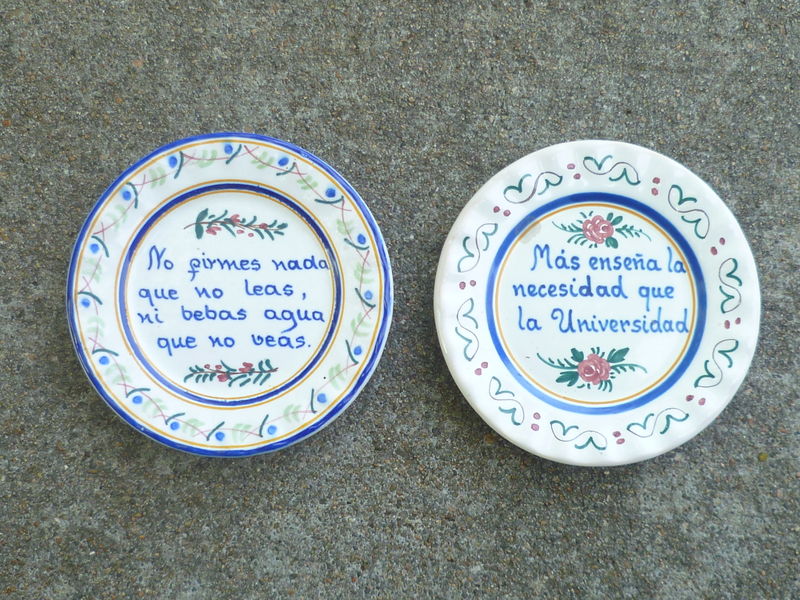 No firmes nada
que no leas,
ni bebas agua
que no veas.
Más enseña la
necesidad que
la Universidad